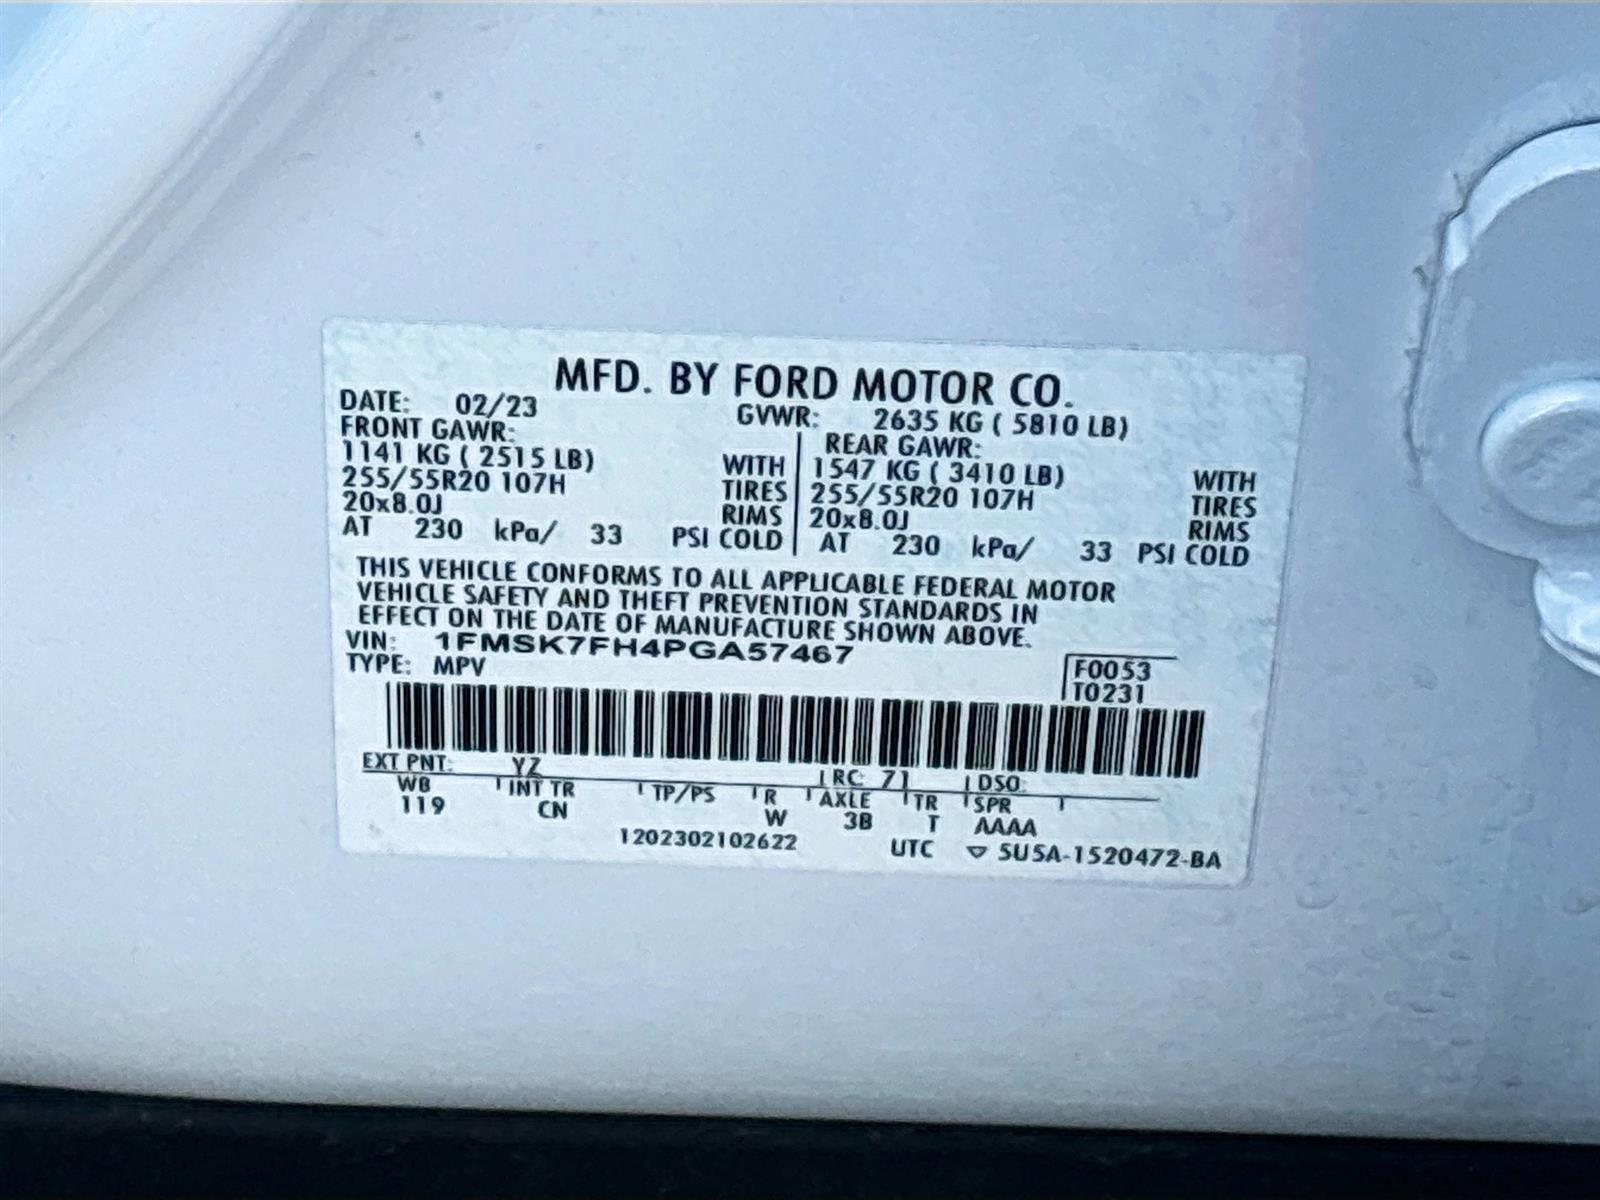 MFD. BY FORD MOTOR CO.
DATE: 02/23 GVWR: 2635 KG ( 5810 LB)
FRONT GAWR: REAR GAWR:
1141 KG ( 2515 LB) WITH 1547 KG ( 3410 LB) WITH
255/55R20 107H TIRES 255/55R20 107H TIRES
20x8.0J RIMS 20x8.0J RIMS
AT 230 kPa/ 33 PSI COLD AT 230 kPa/ 33 PSI COLD
THIS VEHICLE CONFORMS TO ALL APPLICABLE FEDERAL MOTOR
VEHICLE SAFETY AND THEFT PREVENTION STANDARDS IN
EFFECT ON THE DATE OF MANUFACTURE SHOWN ABOVE.
VIN: 1FMSK7FH4PGA57467
TYPE: MPV
F0053
T0231
EXT PNT: YZ RC: 71 DSO:
WB INT TR TP/PS R AXLE TR SPR
119 CN W 3B T AAAA
1202302102622 UTC ▽ 5U5A-1520472-BA